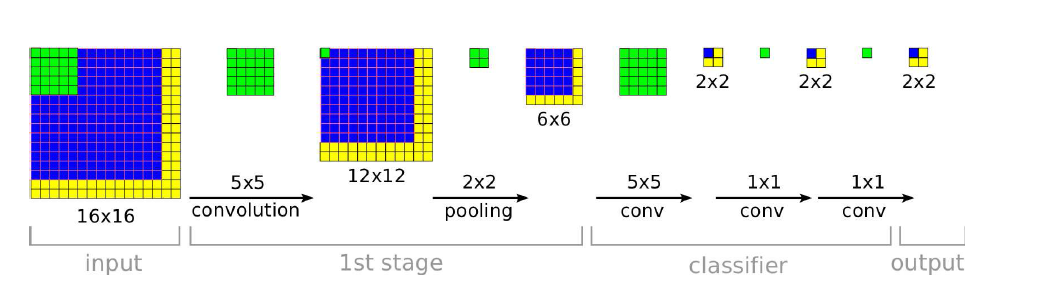 2x2
2x2
2x2
6x6
12x12
16x16
5x5
convolution
2x2
pooling
5x5
conv
1x1
conv
1x1
conv
input
1st stage
classifier
output